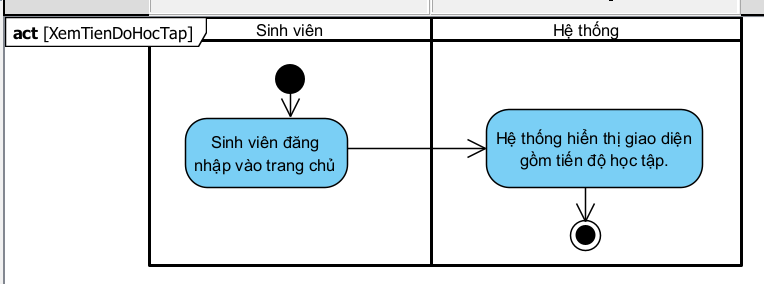 act [XemTienDoHocTap]
Sinh viên
Hệ thống
Sinh viên đăng
nhập vào trang chủ
Hệ thống hiển thị giao diện
gồm tiến độ học tập.